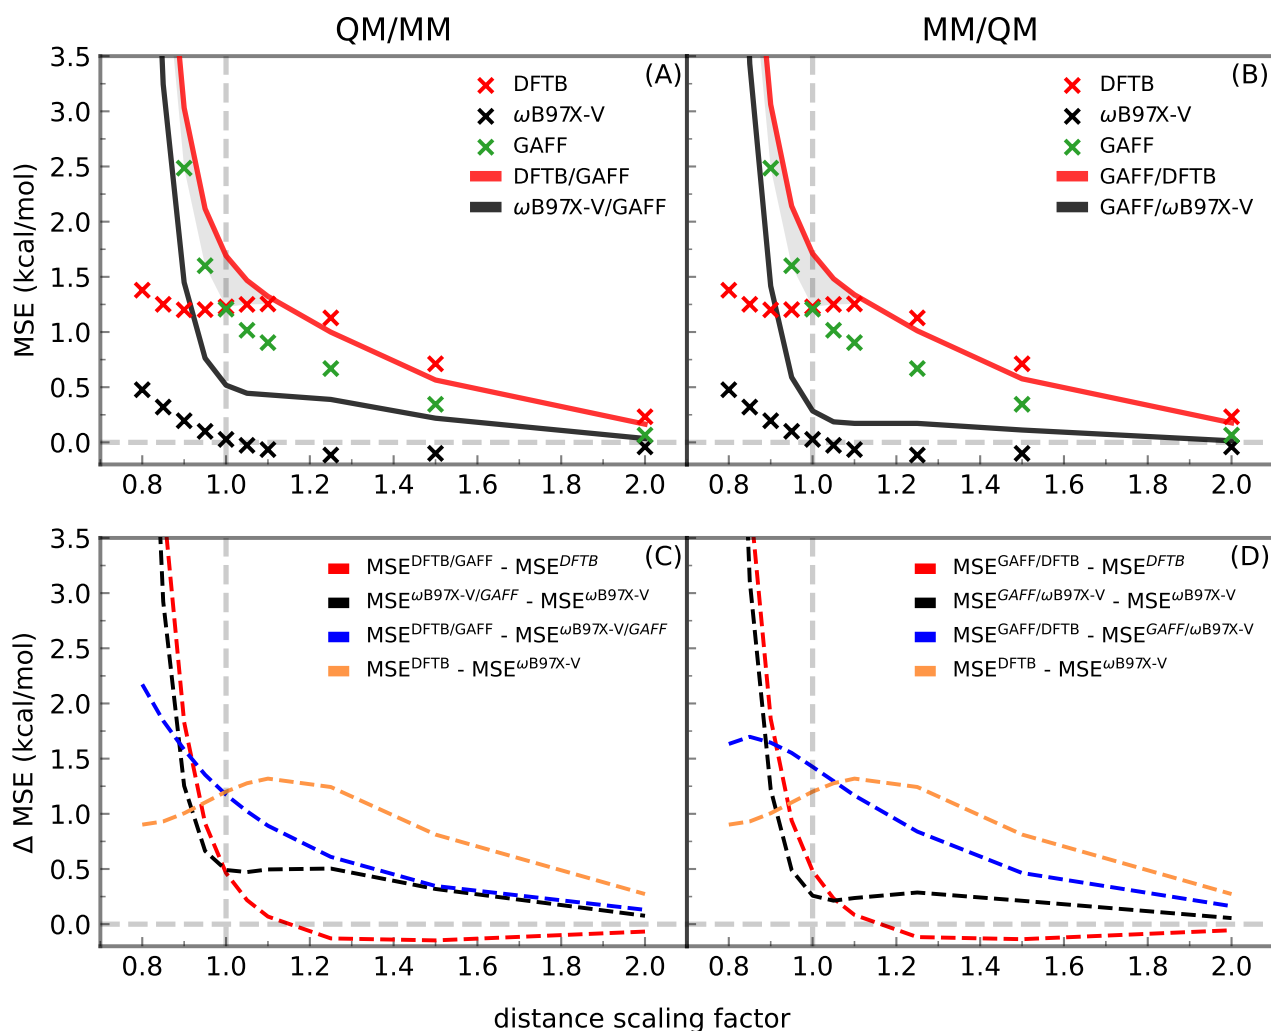 QM/MM
MM/QM
MSE (kcal/mol)
3.5
3.0
2.5
2.0
1.5
1.0
0.5
0.0
(A)
DFTB
ωB97X-V
GAFF
DFTB/GAFF
ωB97X-V/GAFF
0.8 1.0 1.2 1.4 1.6 1.8 2.0
(B)
DFTB
ωB97X-V
GAFF
GAFF/DFTB
GAFF/ωB97X-V
0.8 1.0 1.2 1.4 1.6 1.8 2.0
Δ MSE (kcal/mol)
3.5
3.0
2.5
2.0
1.5
1.0
0.5
0.0
(C)
MSE^DFTB/GAFF - MSE^DFTB
MSE^ωB97X-V/GAFF - MSE^ωB97X-V
MSE^DFTB/GAFF - MSE^ωB97X-V/GAFF
MSE^DFTB - MSE^ωB97X-V
0.8 1.0 1.2 1.4 1.6 1.8 2.0
(D)
MSE^GAFF/DFTB - MSE^DFTB
MSE^GAFF/ωB97X-V - MSE^ωB97X-V
MSE^GAFF/DFTB - MSE^GAFF/ωB97X-V
MSE^DFTB - MSE^ωB97X-V
0.8 1.0 1.2 1.4 1.6 1.8 2.0
distance scaling factor